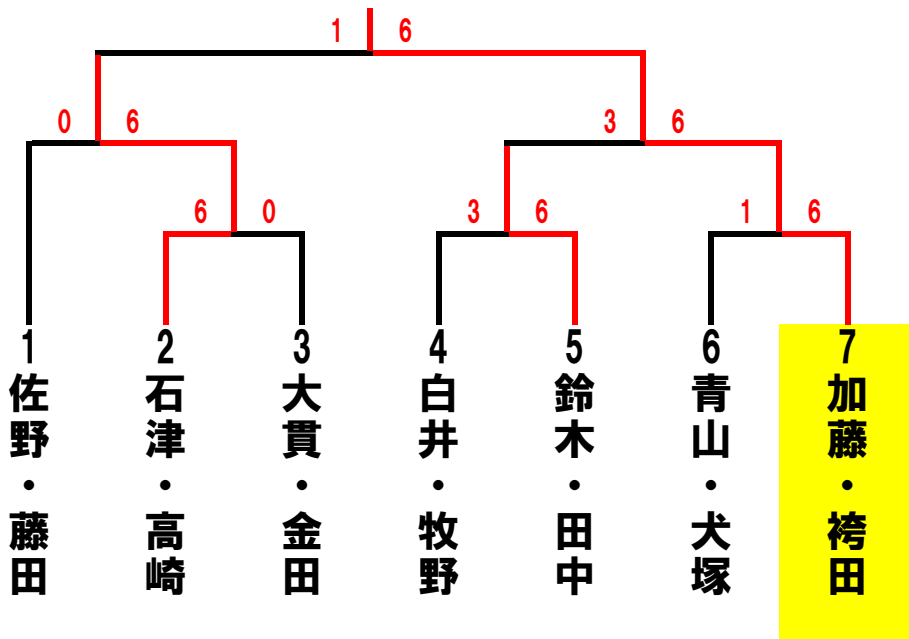 1 6
0 6
3 6
6 0
3 6
1 6
1
佐野・藤田
2
石津・高崎
3
大貫・金田
4
白井・牧野
5
鈴木・田中
6
青山・犬塚
7
加藤・袴田